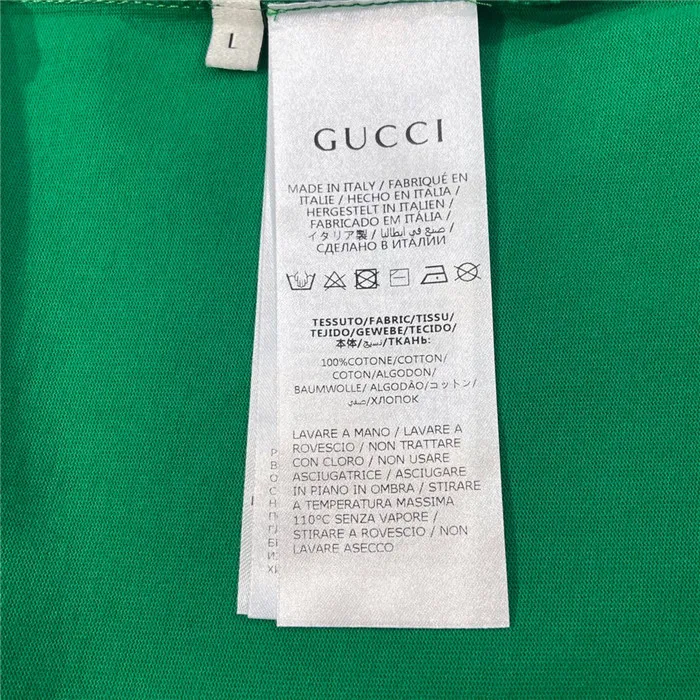 L
GUCCI
MADE IN ITALY / FABRIQUÉ EN
ITALIE / HECHO EN ITALIA /
HERGESTELT IN ITALIEN /
FABRICADO EM ITÁLIA /
イタリア製 / صنع في ايطاليا /
СДЕЛАНО В ИТАЛИИ
TESSUTO/FABRIC/TISSU/
TEJIDO/GEWEBE/TECIDO/
本体/نسيج/ТКАНЬ:
100%COTONE/COTTON/
COTON/ALGODON/
BAUMWOLLE/ ALGODÃO/コットン/
/ХЛОПОК
LAVARE A MANO / LAVARE A
ROVESCIO / NON TRATTARE
CON CLORO / NON USARE
ASCIUGATRICE / ASCIUGARE
IN PIANO IN OMBRA / STIRARE
A TEMPERATURA MASSIMA
110°C SENZA VAPORE /
STIRARE A ROVESCIO / NON
LAVARE ASECCO